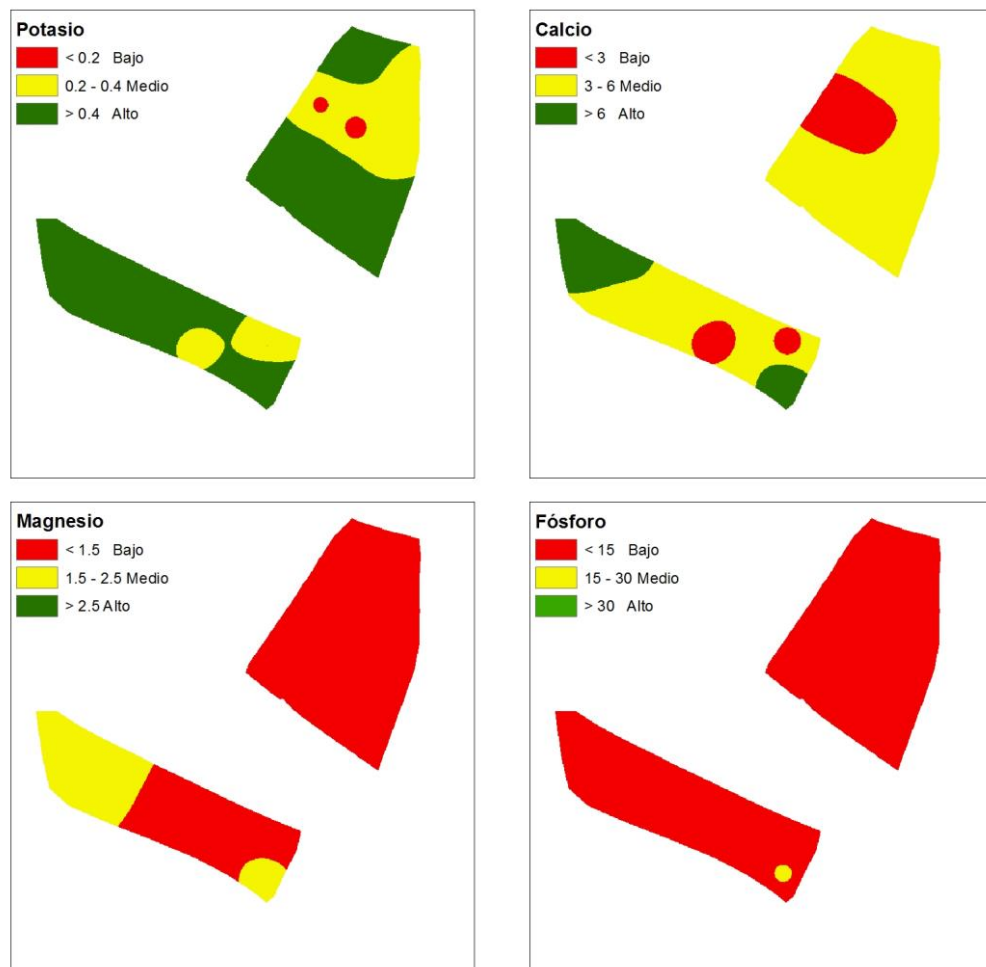 Potasio
< 0.2 Bajo
0.2 - 0.4 Medio
> 0.4 Alto
Calcio
< 3 Bajo
3 - 6 Medio
> 6 Alto
Magnesio
< 1.5 Bajo
1.5 - 2.5 Medio
> 2.5 Alto
Fósforo
< 15 Bajo
15 - 30 Medio
> 30 Alto